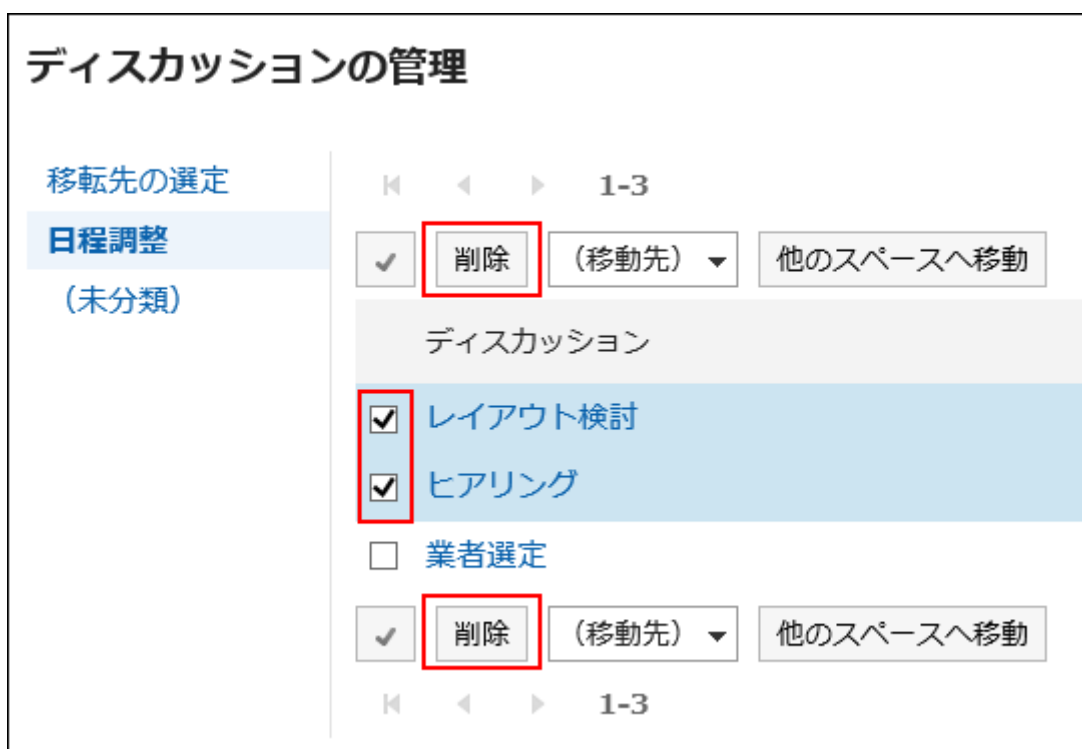 ディスカッションの管理
移転先の選定
日程調整
（未分類）
1-3
削除 （移動先） 他のスペースへ移動
ディスカッション
レイアウト検討
ヒアリング
業者選定
削除 （移動先） 他のスペースへ移動
1-3